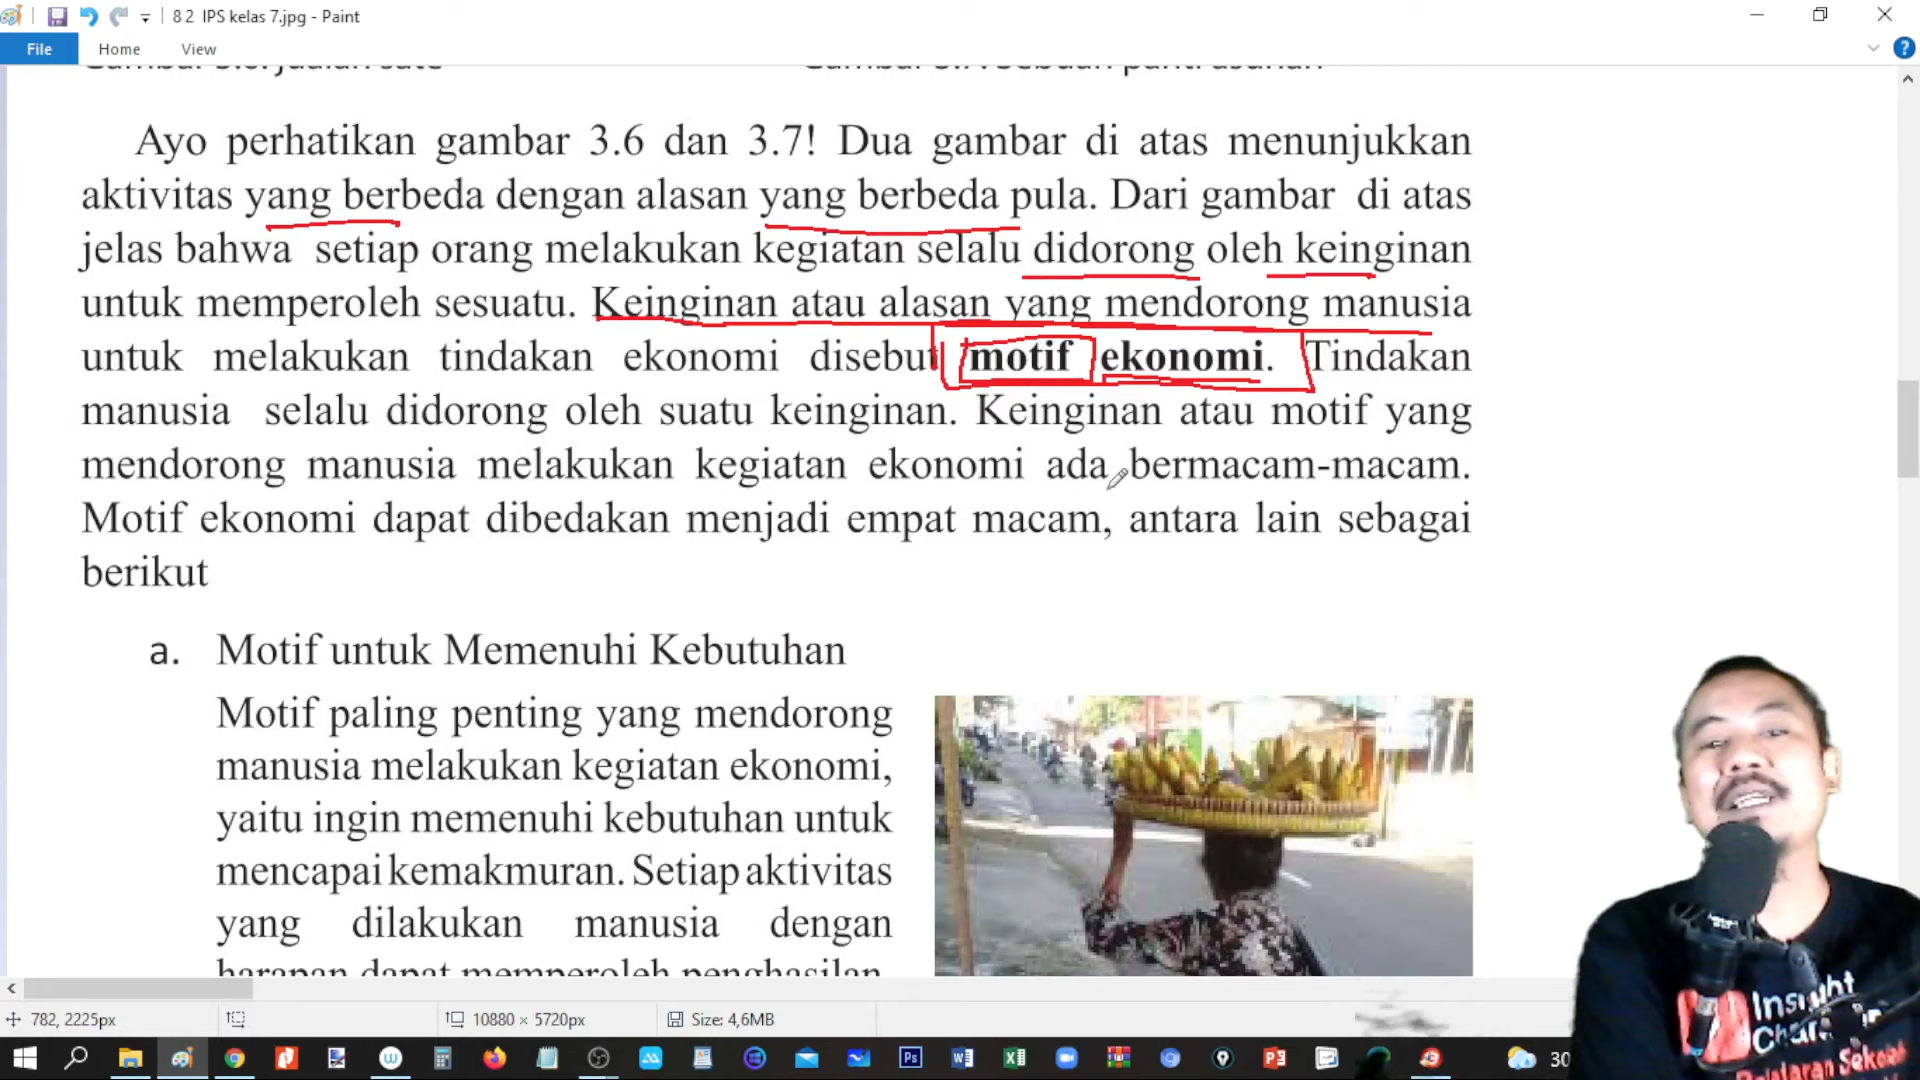 8 2 IPS kelas 7.jpg - Paint
File Home View
Ayo perhatikan gambar 3.6 dan 3.7! Dua gambar di atas menunjukkan
aktivitas yang berbeda dengan alasan yang berbeda pula. Dari gambar di atas
jelas bahwa setiap orang melakukan kegiatan selalu didorong oleh keinginan
untuk memperoleh sesuatu. Keinginan atau alasan yang mendorong manusia
untuk melakukan tindakan ekonomi disebut motif ekonomi. Tindakan
manusia selalu didorong oleh suatu keinginan. Keinginan atau motif yang
mendorong manusia melakukan kegiatan ekonomi ada bermacam-macam.
Motif ekonomi dapat dibedakan menjadi empat macam, antara lain sebagai
berikut
a. Motif untuk Memenuhi Kebutuhan
Motif paling penting yang mendorong
manusia melakukan kegiatan ekonomi,
yaitu ingin memenuhi kebutuhan untuk
mencapai kemakmuran. Setiap aktivitas
yang dilakukan manusia dengan
harapan dapat memperoleh penghasilan
782, 2225px
10880 × 5720px
Size: 4,6MB
30